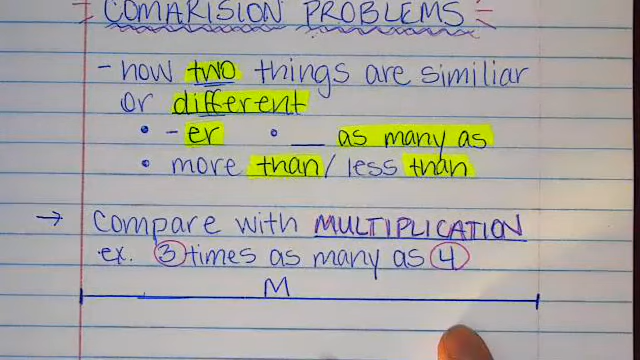 COMARISION PROBLEMS
- how two things are similiar
or different
• -er • __ as many as
• more than/less than
→ compare with MULTIPLICATION
ex. 3 times as many as 4
M